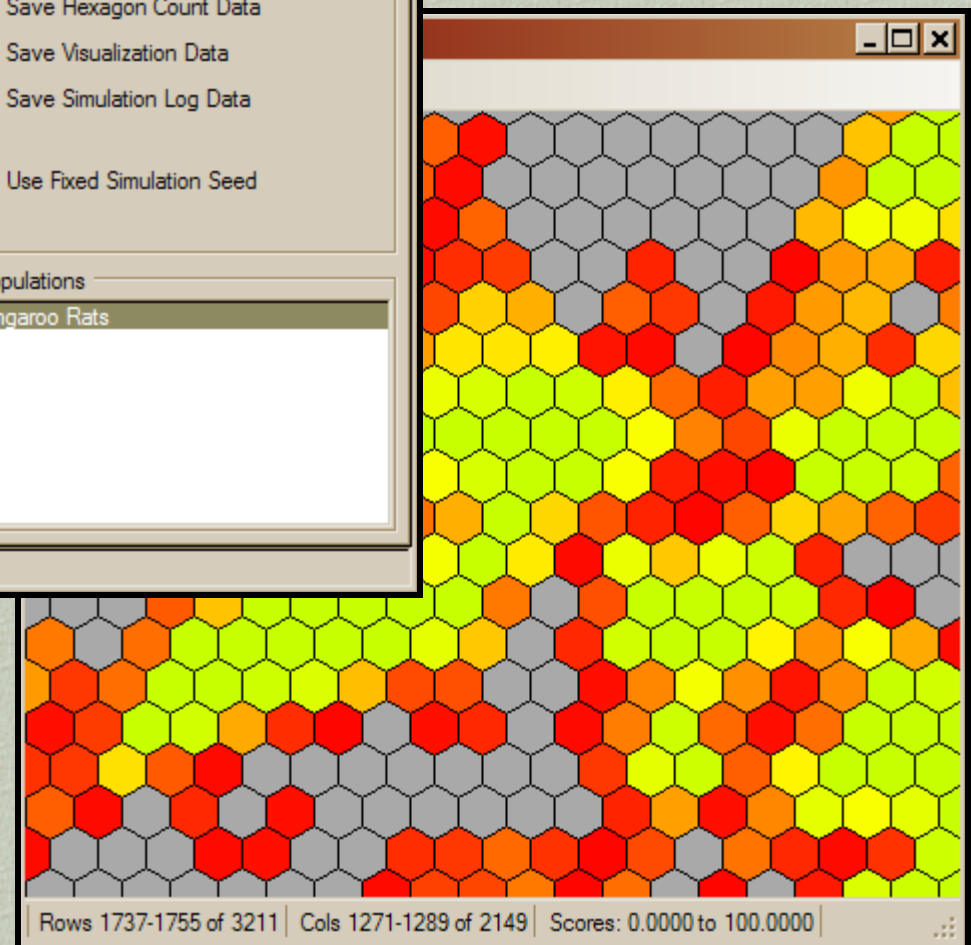 Save Hexagon Count Data
Save Visualization Data
Save Simulation Log Data
Use Fixed Simulation Seed
pulations
ngaroo Rats
Rows 1737-1755 of 3211 Cols 1271-1289 of 2149 Scores: 0.0000 to 100.0000